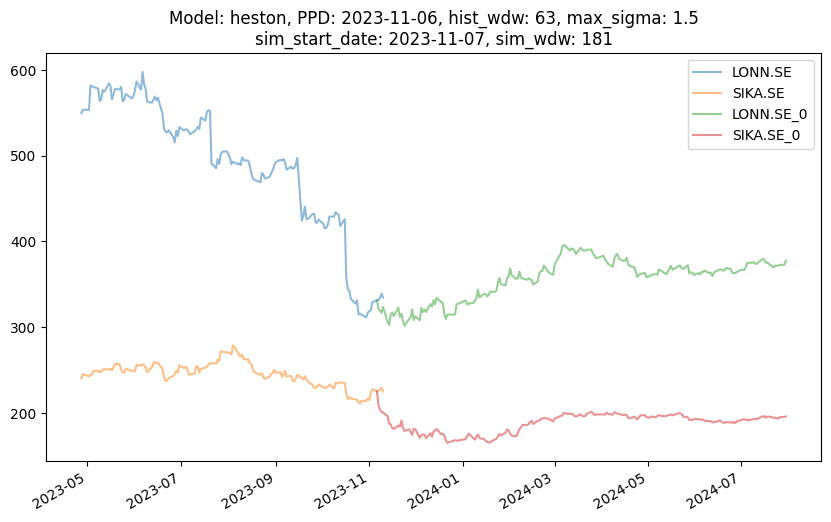 Model: heston, PPD: 2023-11-06, hist_wdw: 63, max_sigma: 1.5
sim_start_date: 2023-11-07, sim_wdw: 181
LONN.SE
SIKA.SE
LONN.SE_0
SIKA.SE_0
600
500
400
300
200
2023-05
2023-07
2023-09
2023-11
2024-01
2024-03
2024-05
2024-07